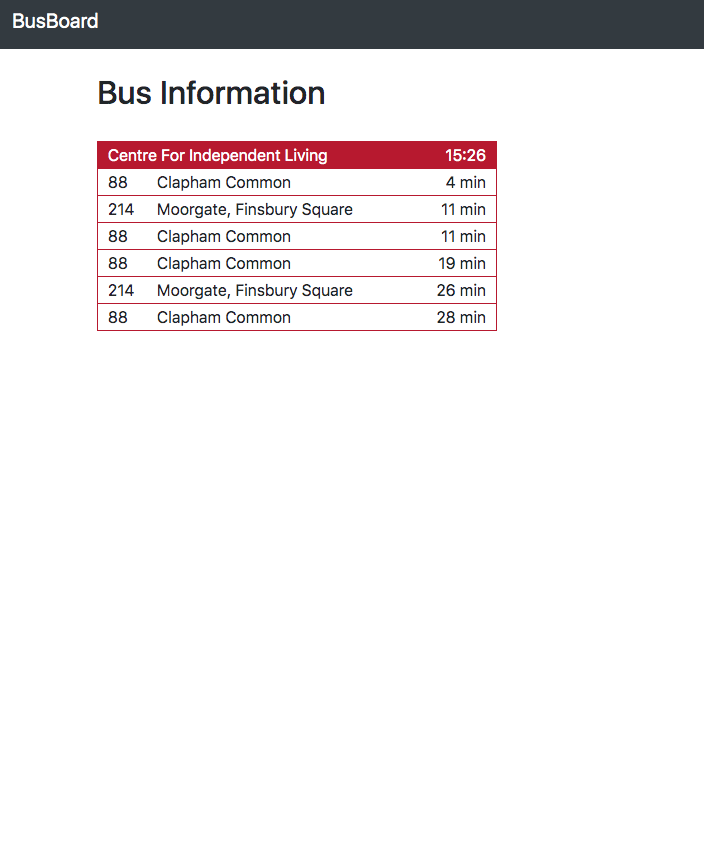 BusBoard
Bus Information
Centre For Independent Living 15:26
88 Clapham Common 4 min
214 Moorgate, Finsbury Square 11 min
88 Clapham Common 11 min
88 Clapham Common 19 min
214 Moorgate, Finsbury Square 26 min
88 Clapham Common 28 min